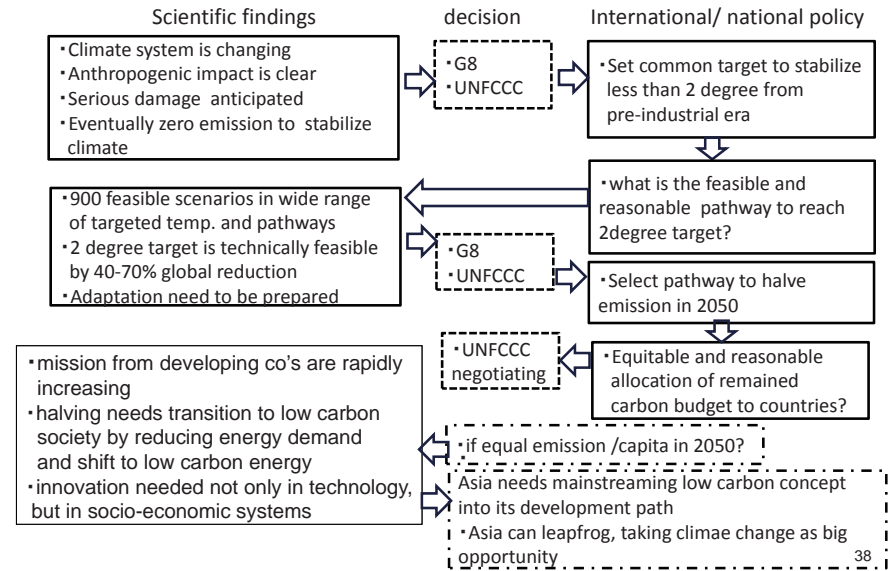 Scientific findings
decision
International/ national policy
・Climate system is changing
・Anthropogenic impact is clear
・Serious damage anticipated
・Eventually zero emission to stabilize
climate
・G8
・UNFCCC
・Set common target to stabilize
less than 2 degree from
pre-industrial era
・what is the feasible and
reasonable pathway to reach
2degree target?
・900 feasible scenarios in wide range
of targeted temp. and pathways
・2 degree target is technically feasible
by 40-70% global reduction
・Adaptation need to be prepared
・G8
・UNFCCC
・Select pathway to halve
emission in 2050
・Equitable and reasonable
allocation of remained
carbon budget to countries?
・UNFCCC
negotiating
・mission from developing co's are rapidly
increasing
・halving needs transition to low carbon
society by reducing energy demand
and shift to low carbon energy
・innovation needed not only in technology,
but in socio-economic systems
・if equal emission /capita in 2050?
Asia needs mainstreaming low carbon concept
into its development path
・Asia can leapfrog, taking climae change as big
opportunity
38